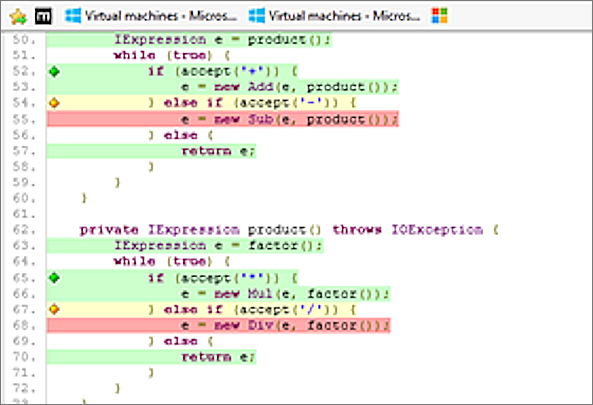 m Virtual machines - Micros... Virtual machines - Micros...
50. IExpression e = product();
51. while (true) {
52. if (accept('+')) {
53. e = new Add(e, product());
54. } else if (accept('-')) {
55. e = new Sub(e, product());
56. } else {
57. return e;
58. }
59. }
60. }
61.
62. private IExpression product() throws IOException {
63. IExpression e = factor();
64. while (true) {
65. if (accept('*')) {
66. e = new Mul(e, factor());
67. } else if (accept('/')) {
68. e = new Div(e, factor());
69. } else {
70. return e;
71. }
72. }
73. }